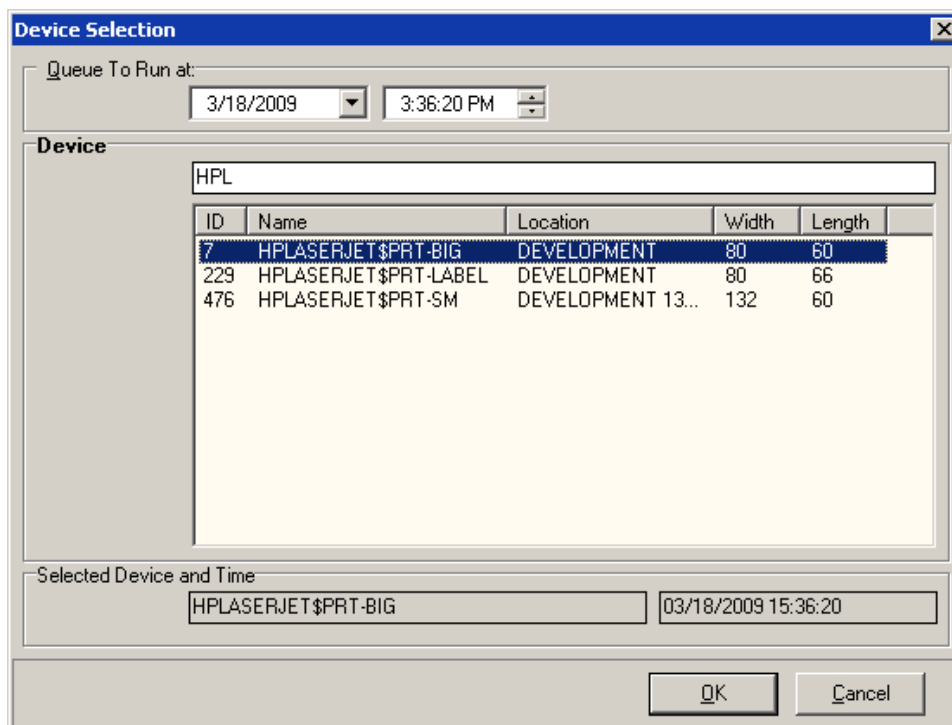 Device Selection
Queue To Run at:
3/18/2009 3:36:20 PM
Device
HPL
ID Name Location Width Length
7 HPLASERJET$PRT-BIG DEVELOPMENT 80 60
229 HPLASERJET$PRT-LABEL DEVELOPMENT 80 66
476 HPLASERJET$PRT-SM DEVELOPMENT 13... 132 60
Selected Device and Time
HPLASERJET$PRT-BIG 03/18/2009 15:36:20
OK Cancel